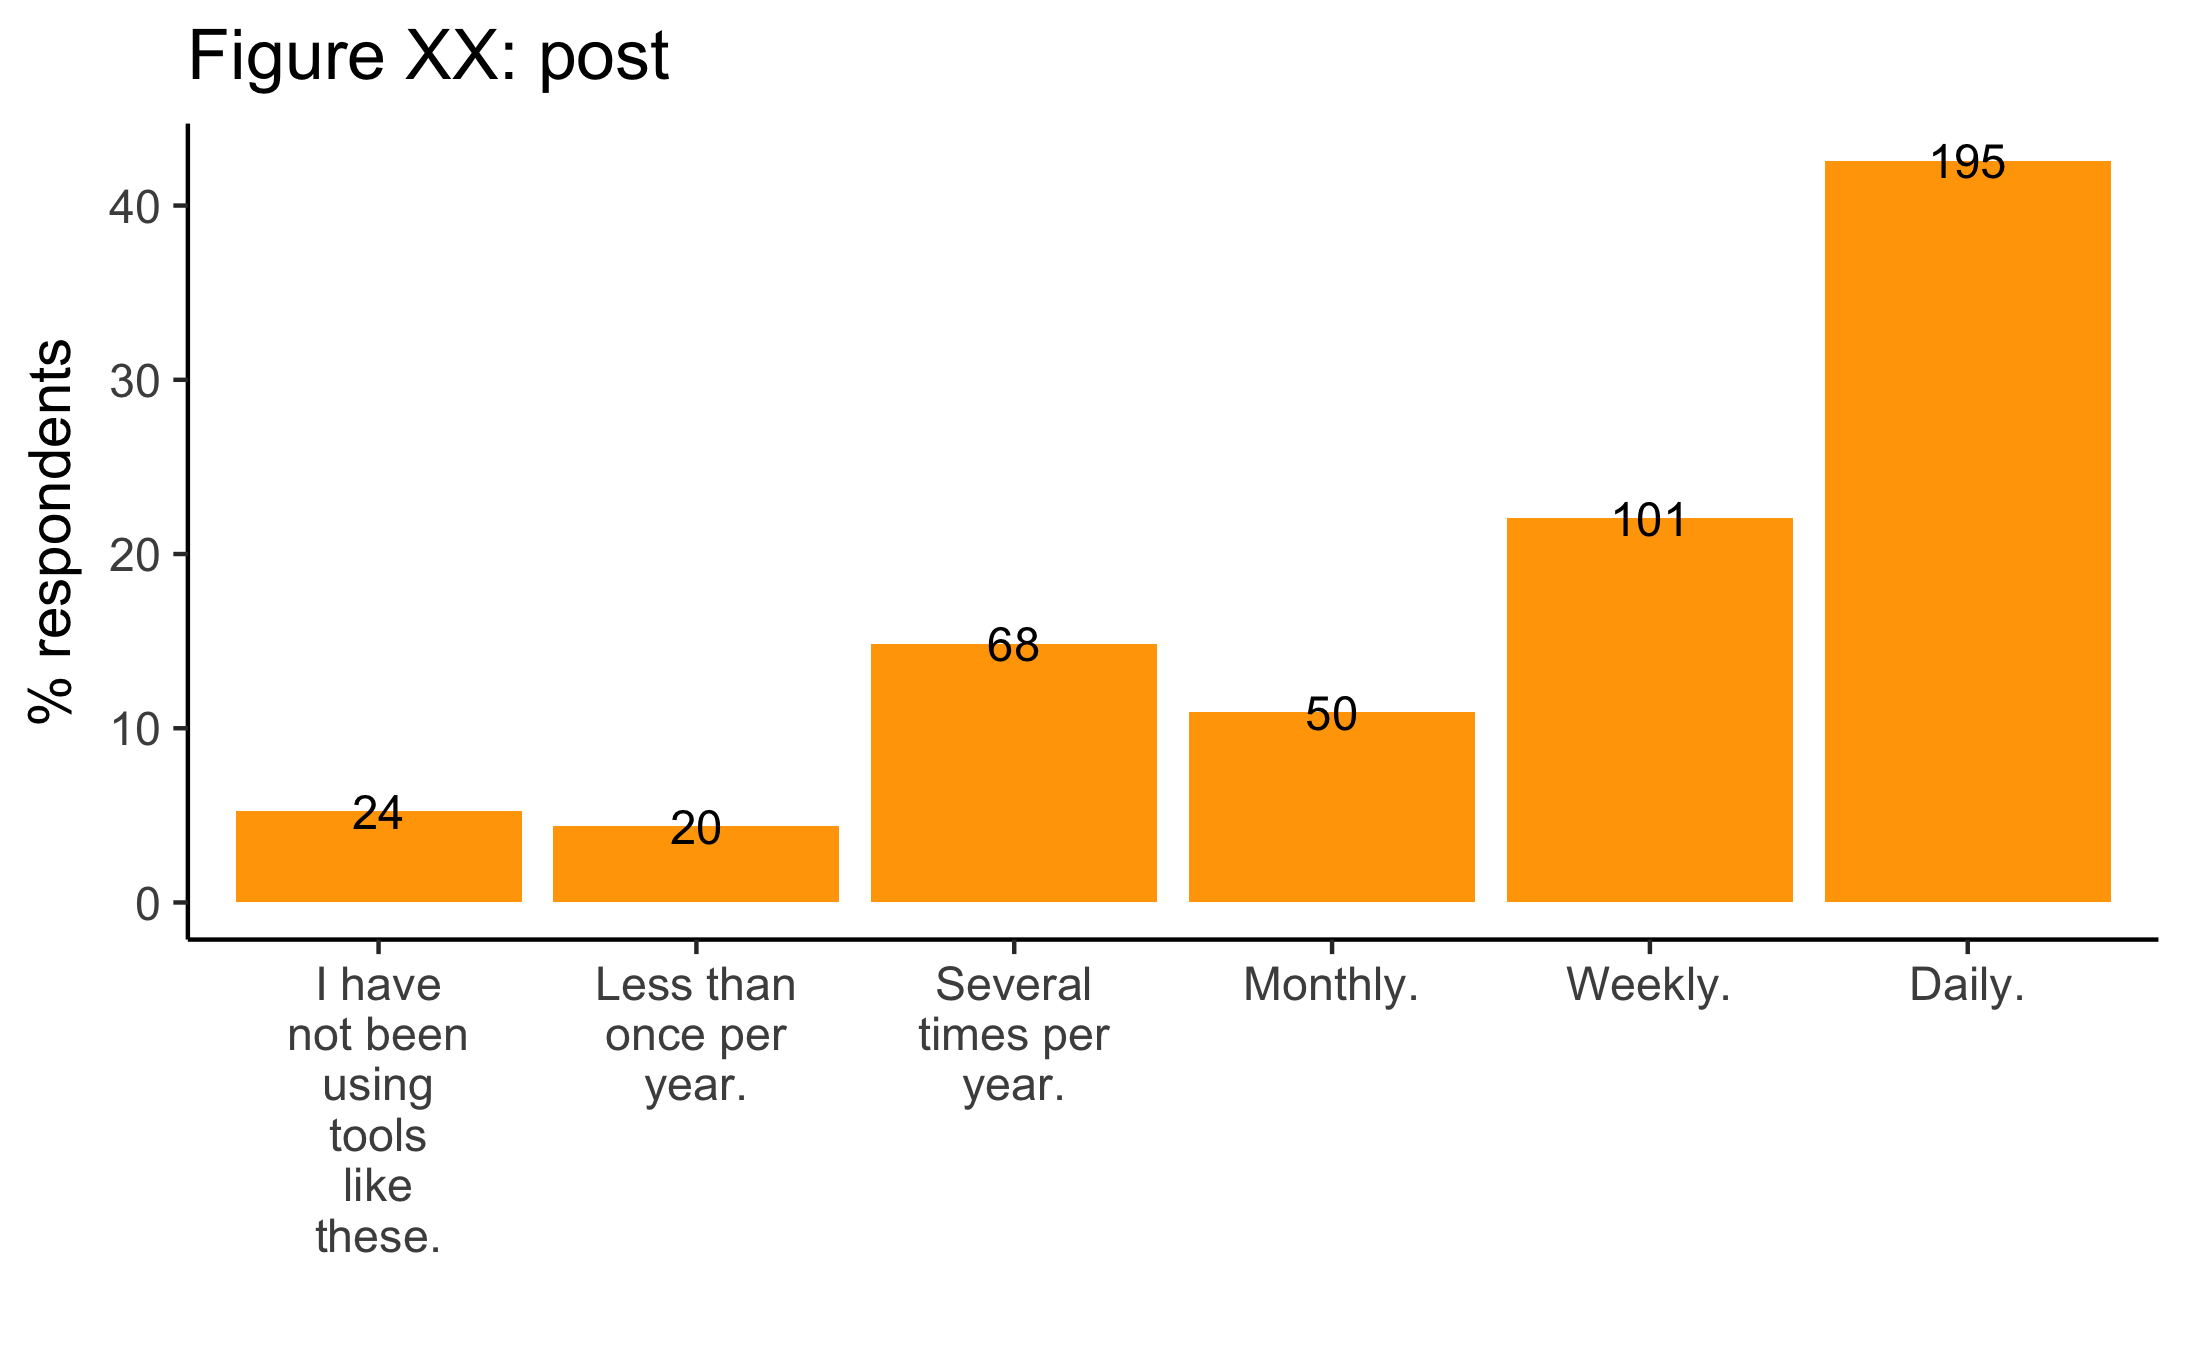 Figure XX: post
% respondents
40
30
20
10
0
24
20
68
50
101
195
I have
not been
using
tools
like
these.
Less than
once per
year.
Several
times per
year.
Monthly.
Weekly.
Daily.